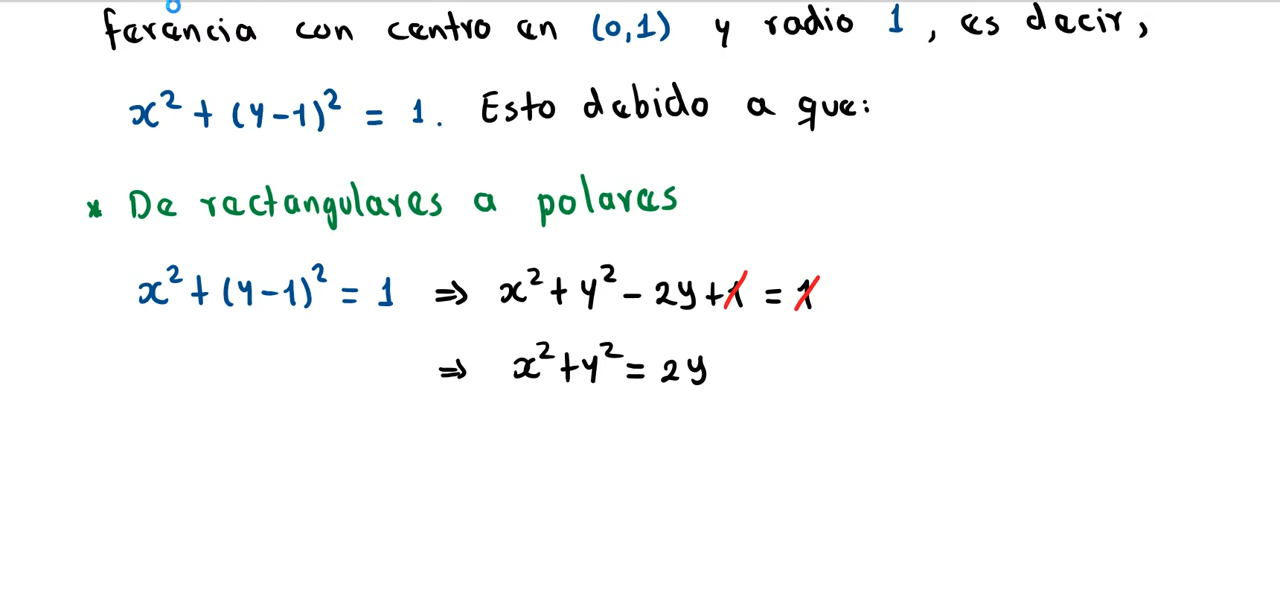 ferencia con centro en (0,1) y radio 1, es decir,
x² + (y-1)² = 1. Esto debido a que:
* De rectangulares a polares
x² + (y-1)² = 1 ⇒ x² + y² - 2y + 1 = 1
⇒ x² + y² = 2y